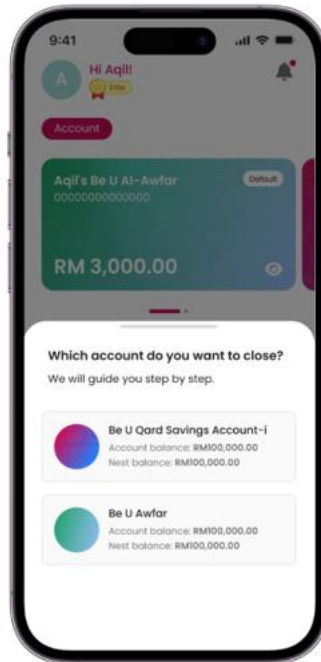 9:41
A
Hi Aqil!
Elite
Account
Aqil's Be U Al-Awfar
Default
00000000000000
RM 3,000.00
Which account do you want to close?
We will guide you step by step.
Be U Qard Savings Account-i
Account balance: RM100,000.00
Nest balance: RM100,000.00
Be U Awfar
Account balance: RM100,000.00
Nest balance: RM100,000.00